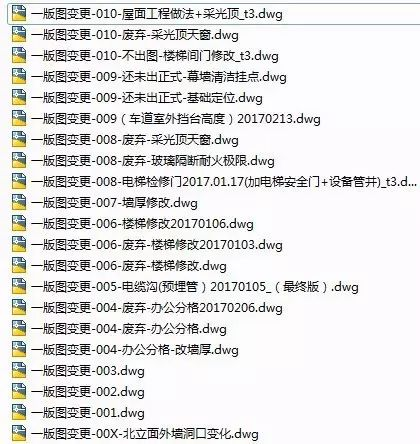 一版图变更-010-屋面工程做法+采光顶_t3.dwg
一版图变更-010-废弃-采光顶天窗.dwg
一版图变更-010-不出图-楼梯间门修改_t3.dwg
一版图变更-009-还未出正式-幕墙清洁挂点.dwg
一版图变更-009-还未出正式-基础定位.dwg
一版图变更-009（车道室外挡台高度）20170213.dwg
一版图变更-008-废弃-采光顶天窗.dwg
一版图变更-008-废弃-玻璃隔断耐火极限.dwg
一版图变更-008-电梯检修门2017.01.17(加电梯安全门+设备管井)_t3.d...
一版图变更-007-墙厚修改.dwg
一版图变更-006-楼梯修改20170106.dwg
一版图变更-006-废弃-楼梯修改20170103.dwg
一版图变更-006-废弃-楼梯修改.dwg
一版图变更-005-电缆沟(预埋管）20170105_（最终版）.dwg
一版图变更-004-废弃-办公分格20170206.dwg
一版图变更-004-废弃-办公分格.dwg
一版图变更-004-办公分格-改墙厚.dwg
一版图变更-003.dwg
一版图变更-002.dwg
一版图变更-001.dwg
一版图变更-00X-北立面外墙洞口变化.dwg